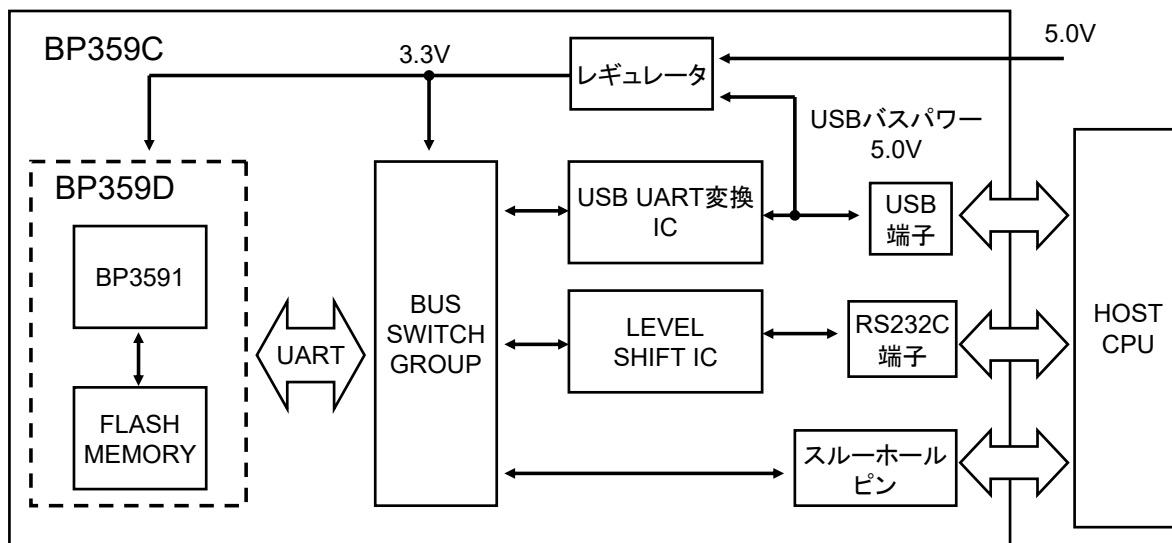 BP359C
3.3V
レギュレータ
5.0V
USBバスパワー
5.0V
BP359D
BP3591
FLASH
MEMORY
UART
BUS
SWITCH
GROUP
USB UART変換
IC
USB
端子
LEVEL
SHIFT IC
RS232C
端子
スルーホール
ピン
HOST
CPU